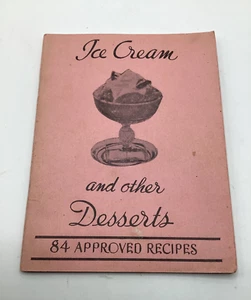 Ice Cream
and other
Desserts
84 APPROVED RECIPES